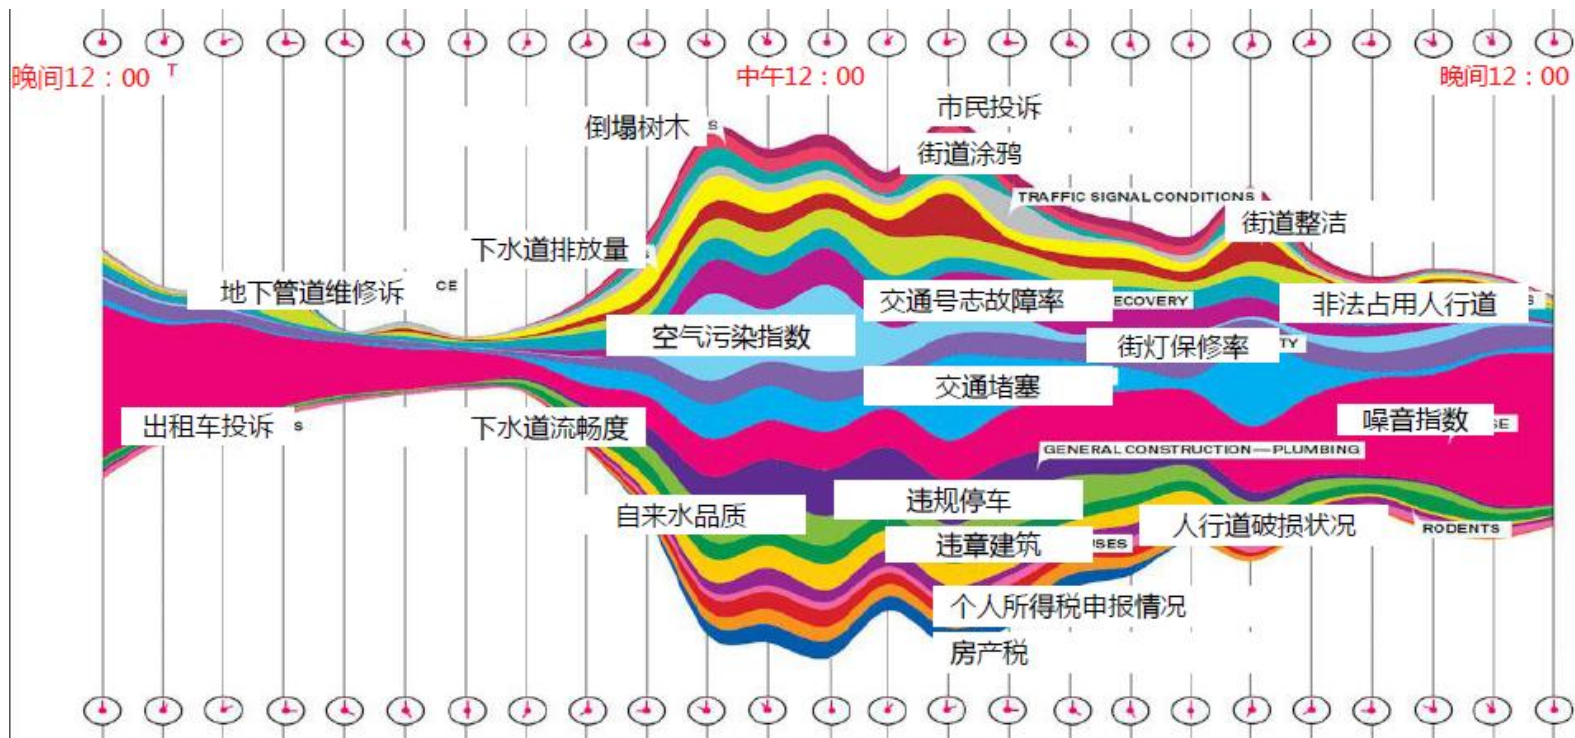 晚间12：00
T
中午12：00
晚间12：00
倒塌树木
S
市民投诉
街道涂鸦
TRAFFIC SIGNAL CONDITIONS
街道整洁
下水道排放量
S
地下管道维修诉
CE
交通号志故障率
ECOVERY
非法占用人行道
S
空气污染指数
街灯保修率
TY
交通堵塞
出租车投诉
S
下水道流畅度
噪音指数
SE
GENERAL CONSTRUCTION—PLUMBING
自来水品质
违规停车
人行道破损状况
RODENTS
违章建筑
USES
个人所得税申报情况
房产税